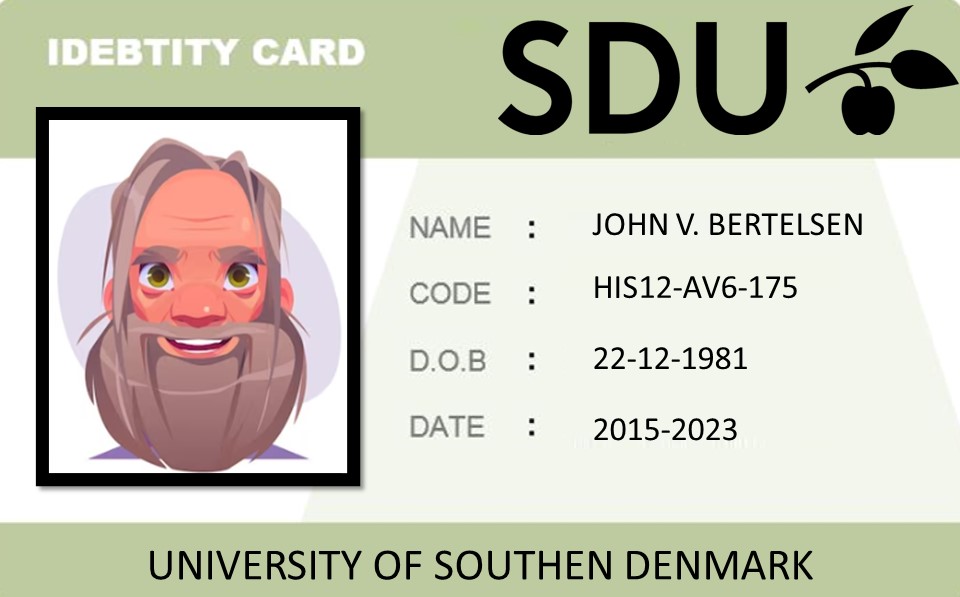 IDEBTITY CARD
SDU
NAME : JOHN V. BERTELSEN
CODE : HIS12-AV6-175
D.O.B : 22-12-1981
DATE : 2015-2023
UNIVERSITY OF SOUTHEN DENMARK